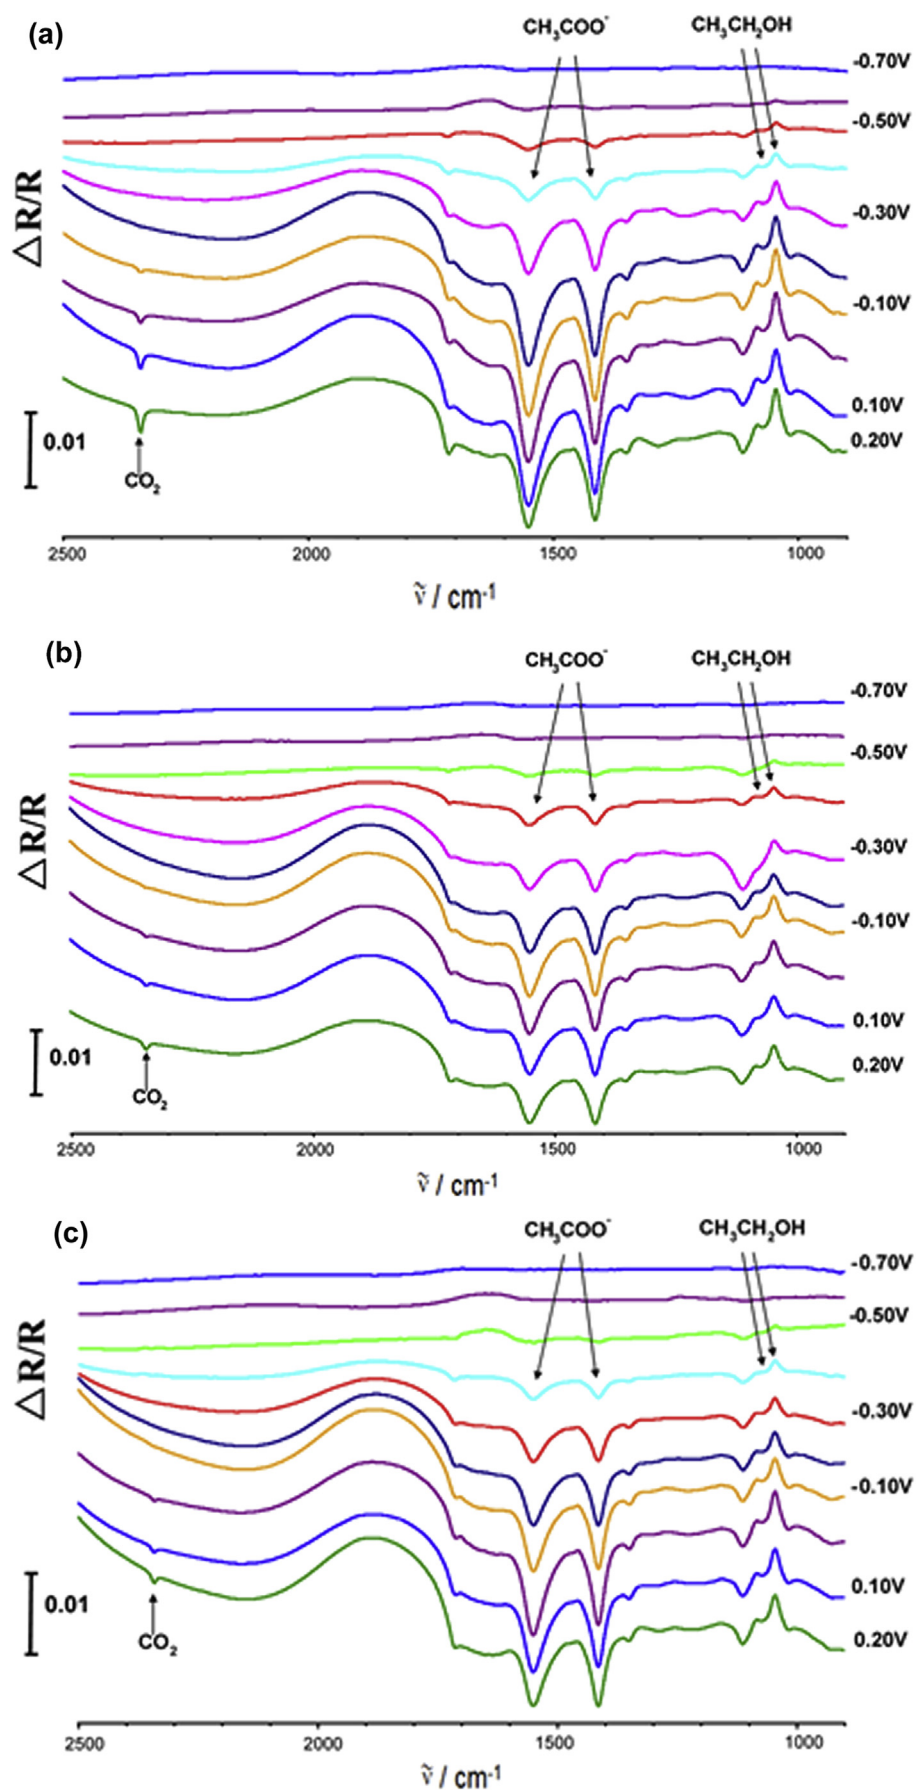 (a)
CH₃COO⁻ CH₃CH₂OH
-0.70V
-0.50V
-0.30V
-0.10V
0.10V
0.20V
△R/R
0.01
CO₂
2500 2000 1500 1000
ν̃ / cm⁻¹
(b)
CH₃COO⁻ CH₃CH₂OH
-0.70V
-0.50V
-0.30V
-0.10V
0.10V
0.20V
△R/R
0.01
CO₂
2500 2000 1500 1000
ν̃ / cm⁻¹
(c)
CH₃COO⁻ CH₃CH₂OH
-0.70V
-0.50V
-0.30V
-0.10V
0.10V
0.20V
△R/R
0.01
CO₂
2500 2000 1500 1000
ν̃ / cm⁻¹